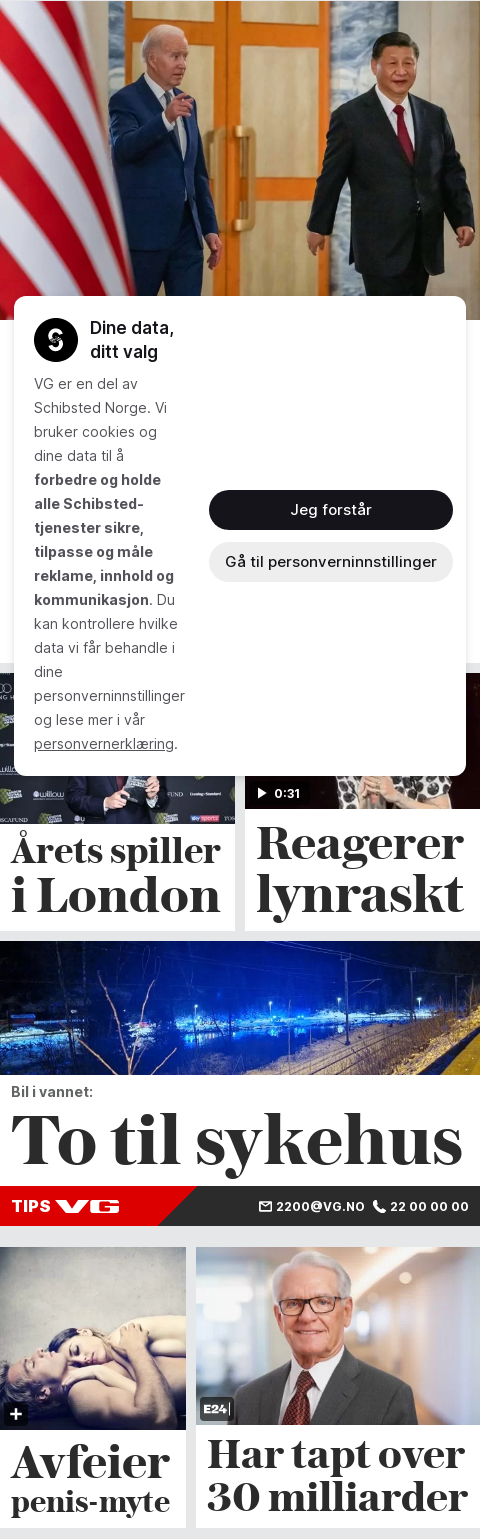 Dine data,
ditt valg
VG er en del av
Schibsted Norge. Vi
bruker cookies og
dine data til å
forbedre og holde
alle Schibsted-
tjenester sikre,
tilpasse og måle
reklame, innhold og
kommunikasjon. Du
kan kontrollere hvilke
data vi får behandle i
dine
personverninnstillinger
og lese mer i vår
personvernerklæring.
Jeg forstår
Gå til personverninnstillinger
willow
willow
sky sports
0:31
Årets spiller
i London
Reagerer
lynraskt
Bil i vannet:
To til sykehus
TIPS VG
2200@VG.NO 22 00 00 00
E24
Avfeier
penis-myte
Har tapt over
30 milliarder